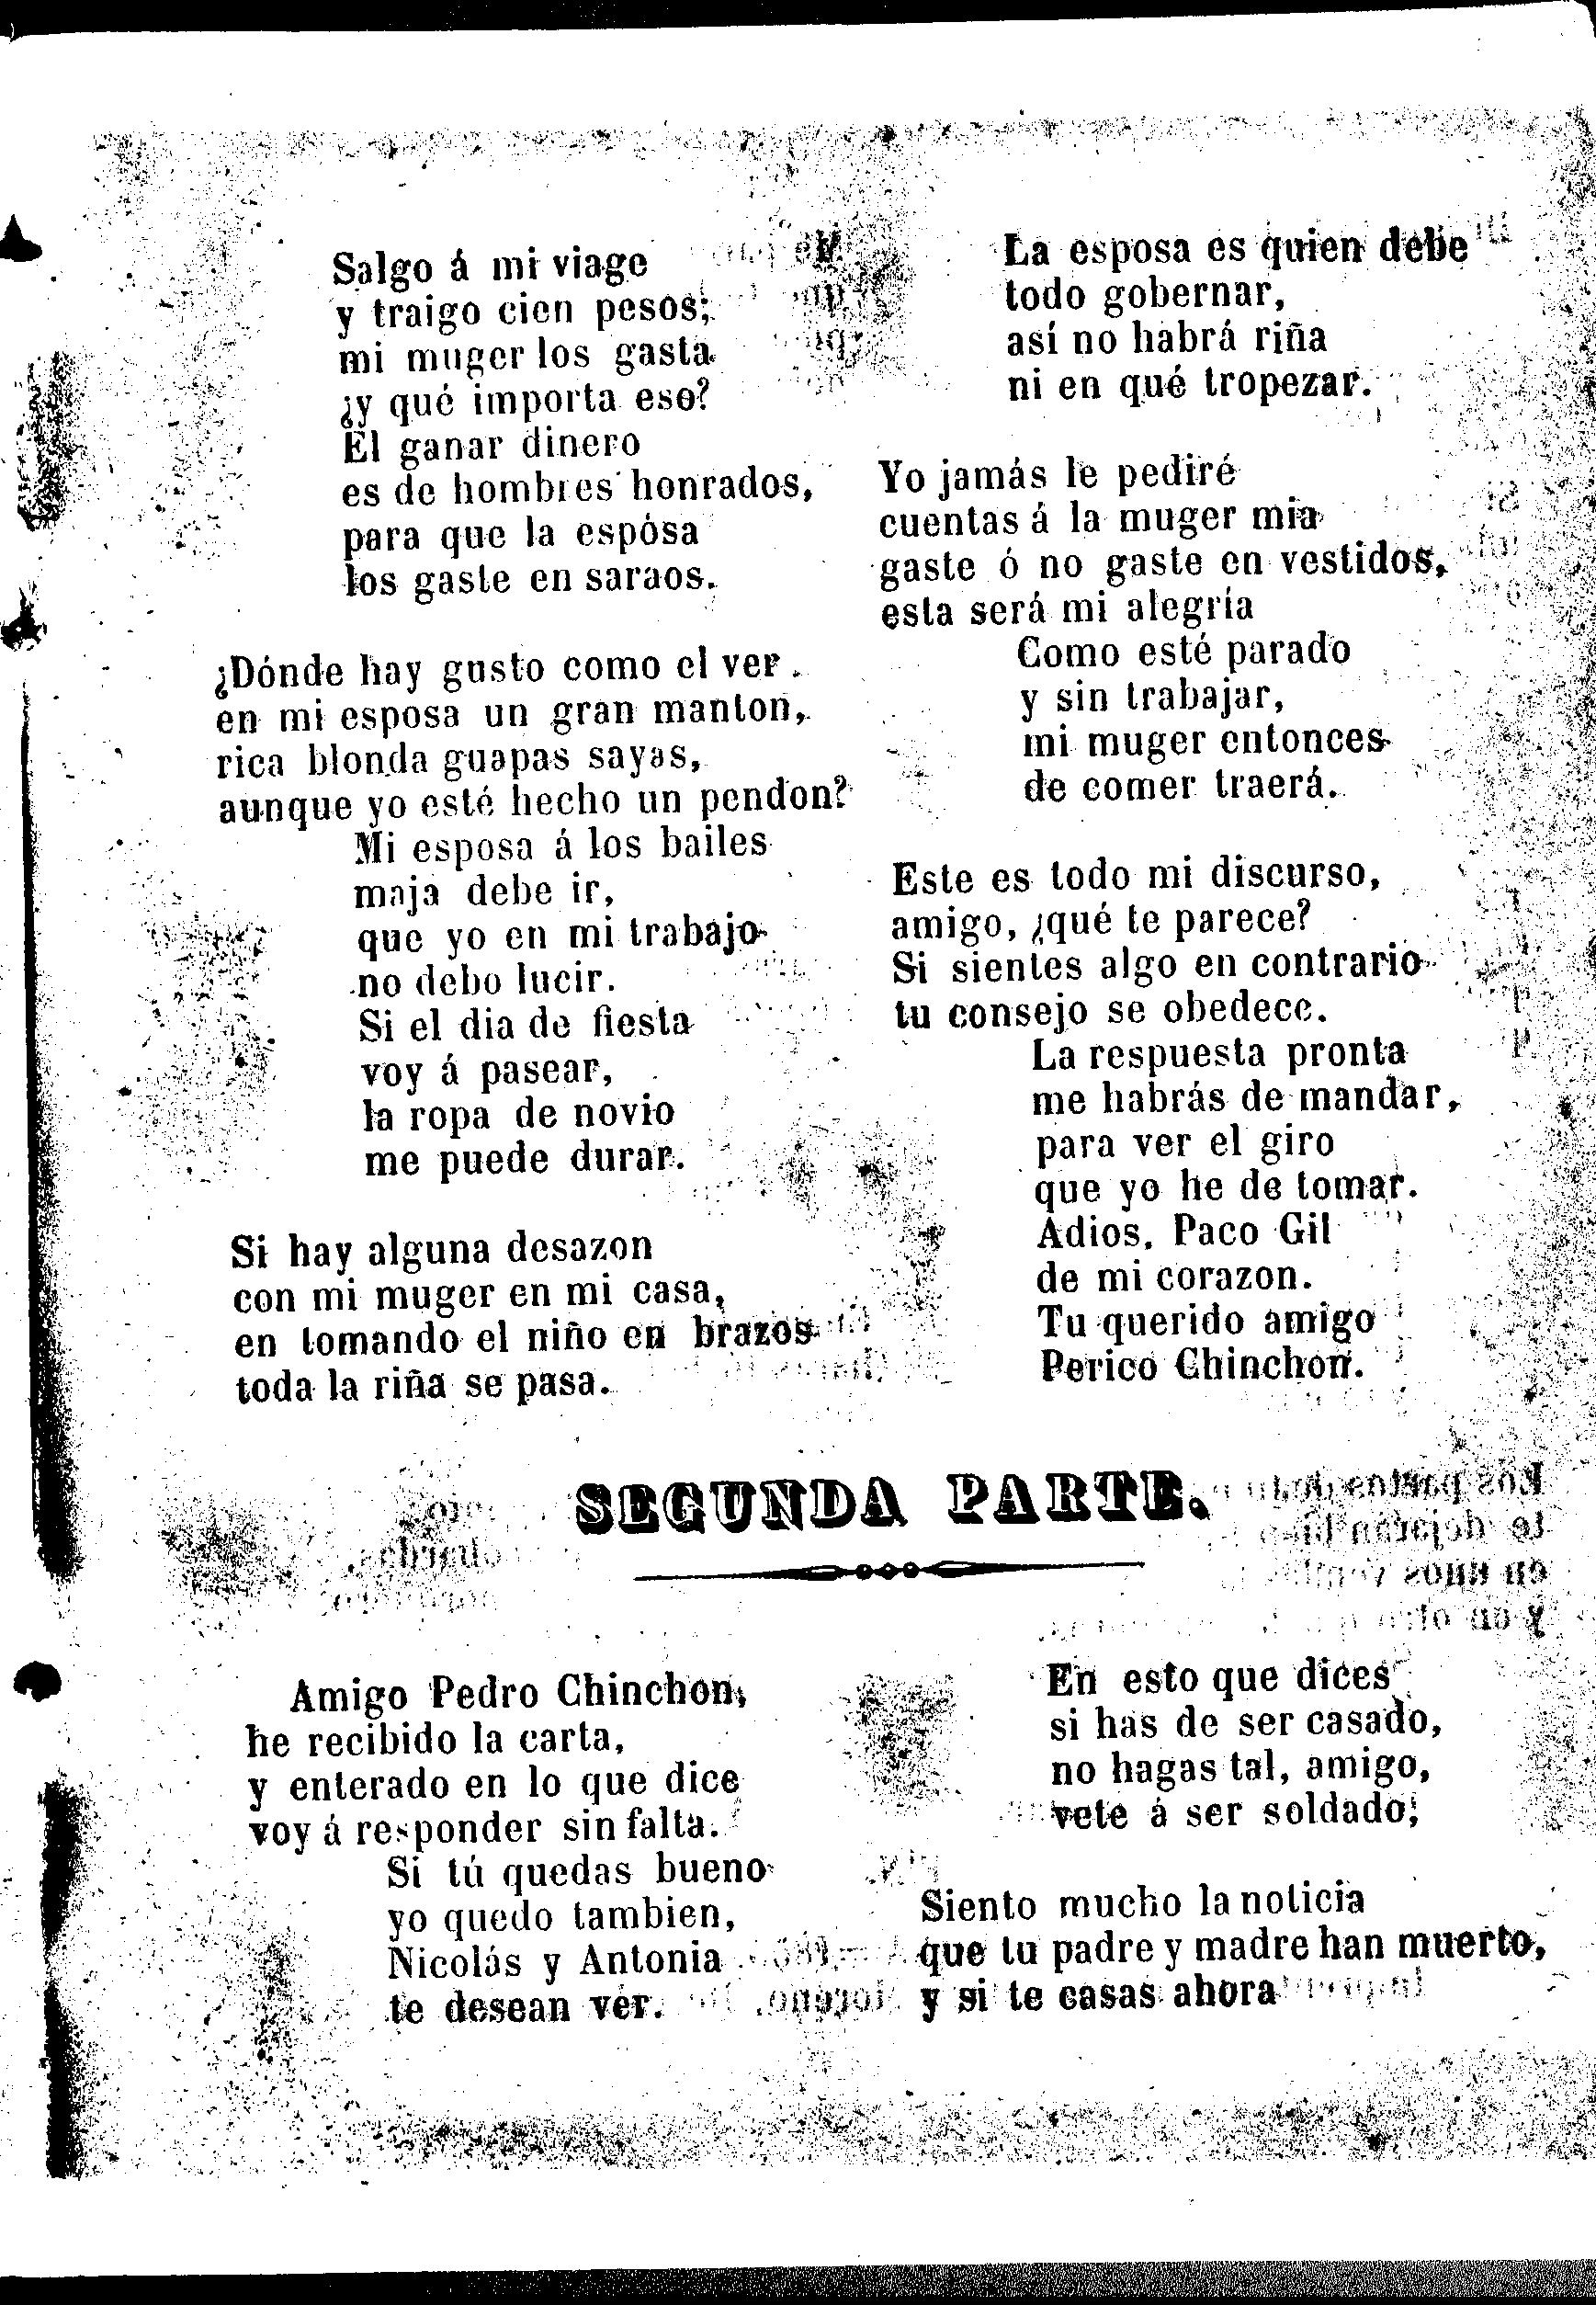 Salgo á mi viage
y traigo cien pesos;
mi muger los gasta
¿y qué importa eso?
El ganar dinero
es de hombres honrados,
para que la espósa
los gaste en saraos.
¿Dónde hay gusto como el ver
en mi esposa un gran manton,
rica blonda guapas sayas,
aunque yo esté hecho un pendon?
Mi esposa á los bailes
maja debe ir,
que yo en mi trabajo
no debo lucir.
Si el dia de fiesta
voy á pasear,
la ropa de novio
me puede durar.
Si hay alguna desazon
con mi muger en mi casa,
en tomando el niño en brazos
toda la riña se pasa.
La esposa es quien debe
todo gobernar,
así no habrá riña
ni en qué tropezar.
Yo jamás le pediré
cuentas á la muger mia
gaste ó no gaste en vestidos,
esta será mi alegría
Como esté parado
y sin trabajar,
mi muger entonces
de comer traerá.
Este es todo mi discurso,
amigo, ¿qué te parece?
Si sientes algo en contrario
tu consejo se obedece.
La respuesta pronta
me habrás de mandar,
para ver el giro
que yo he de tomar.
Adios, Paco Gil
de mi corazon.
Tu querido amigo
Perico Chinchon.
SEGUNDA PARTE.
Amigo Pedro Chinchon,
he recibido la carta,
y enterado en lo que dice
voy á responder sin falta.
Si tú quedas bueno
yo quedo tambien,
Nicolás y Antonia
te desean ver.
En esto que dices
si has de ser casado,
no hagas tal, amigo,
vete á ser soldado;
Siento mucho la noticia
que tu padre y madre han muerto,
y si te casas ahora